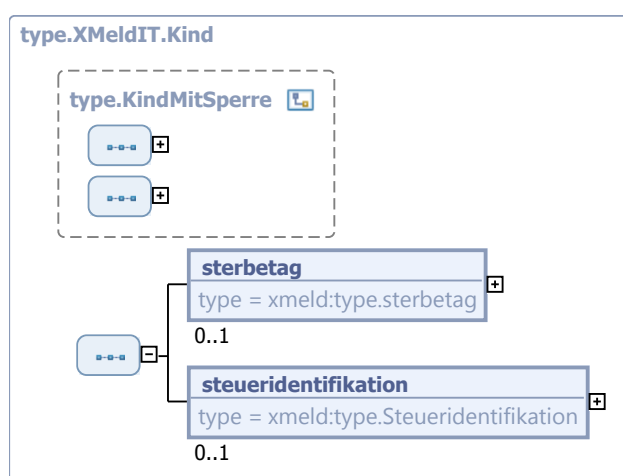 type.XMeldIT.Kind
type.KindMitSperre
sterbetag
type = xmeld:type.sterbetag
0..1
steueridentifikation
type = xmeld:type.Steueridentifikation
0..1